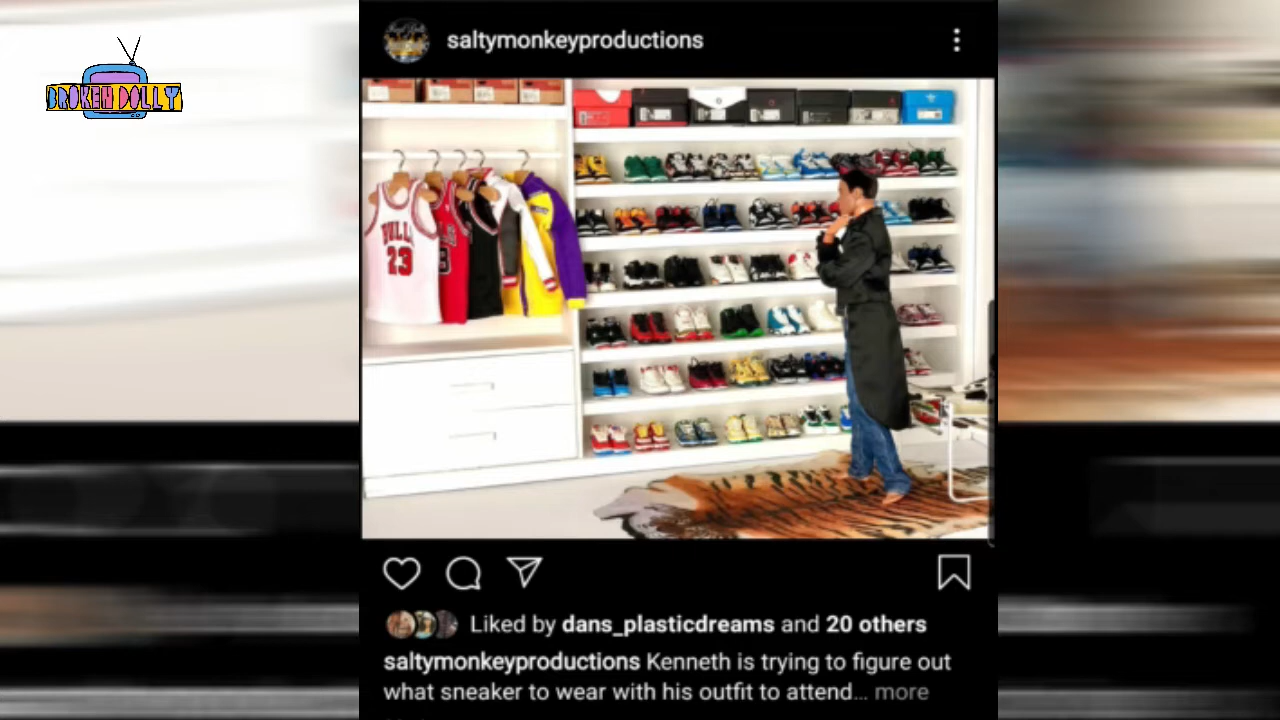 BROKEN DOLLY
saltymonkeyproductions
BULLS
23
Liked by dans_plasticdreams and 20 others
saltymonkeyproductions Kenneth is trying to figure out
what sneaker to wear with his outfit to attend... more